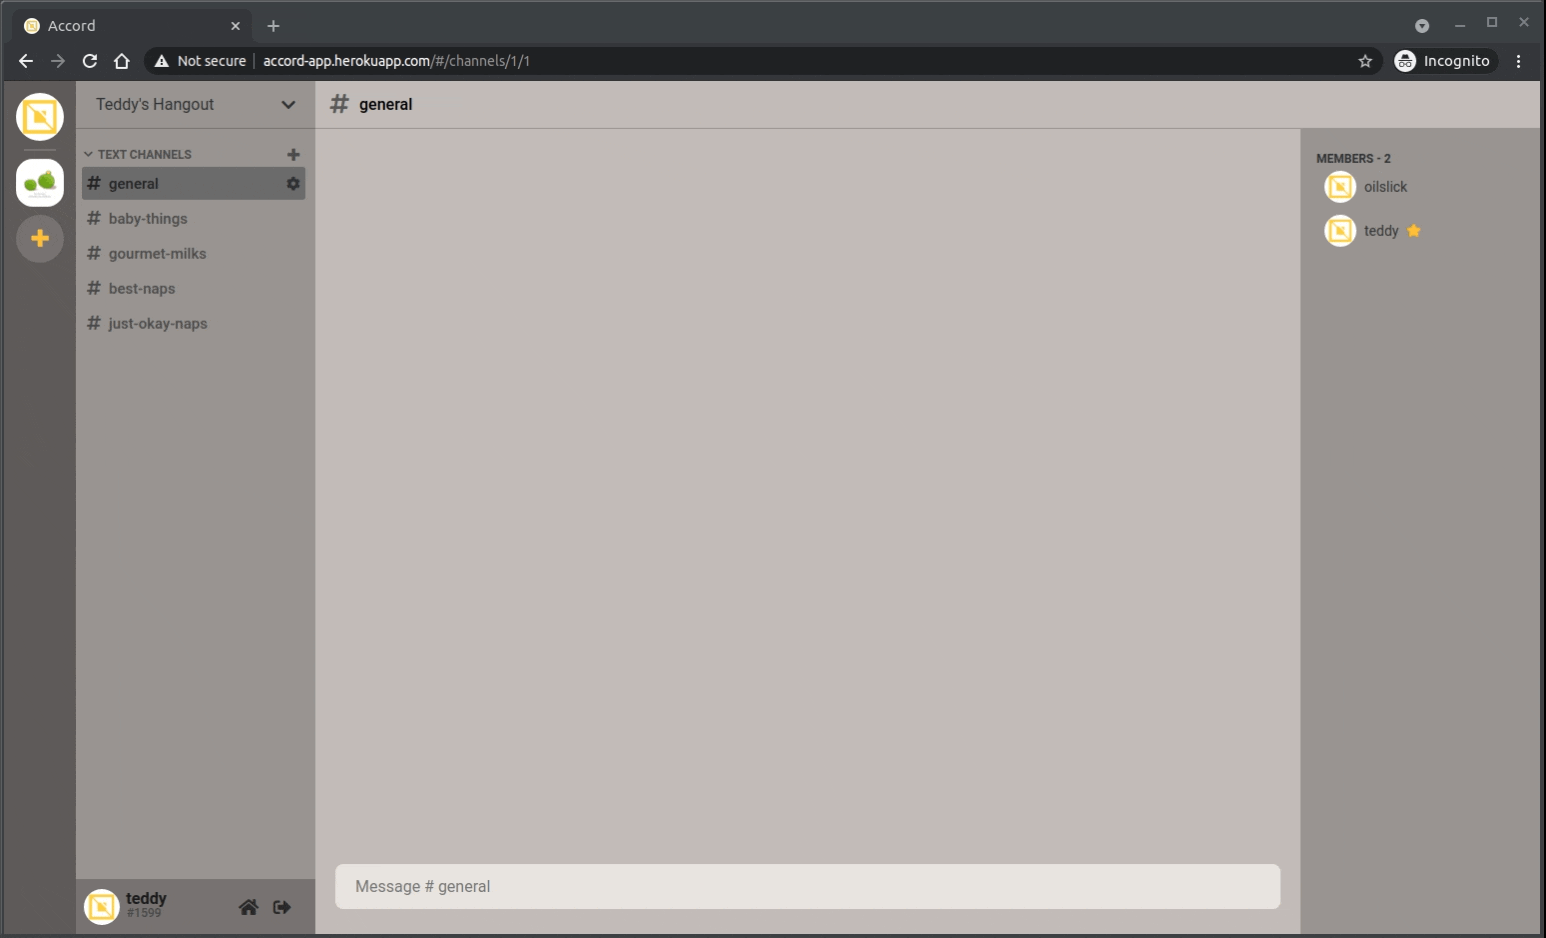 Accord
Not secure
accord-app.herokuapp.com/#/channels/1/1
Incognito
Teddy's Hangout
# general
TEXT CHANNELS
# general
# baby-things
# gourmet-milks
# best-naps
# just-okay-naps
MEMBERS - 2
oilslick
teddy
Message # general
teddy
#1599